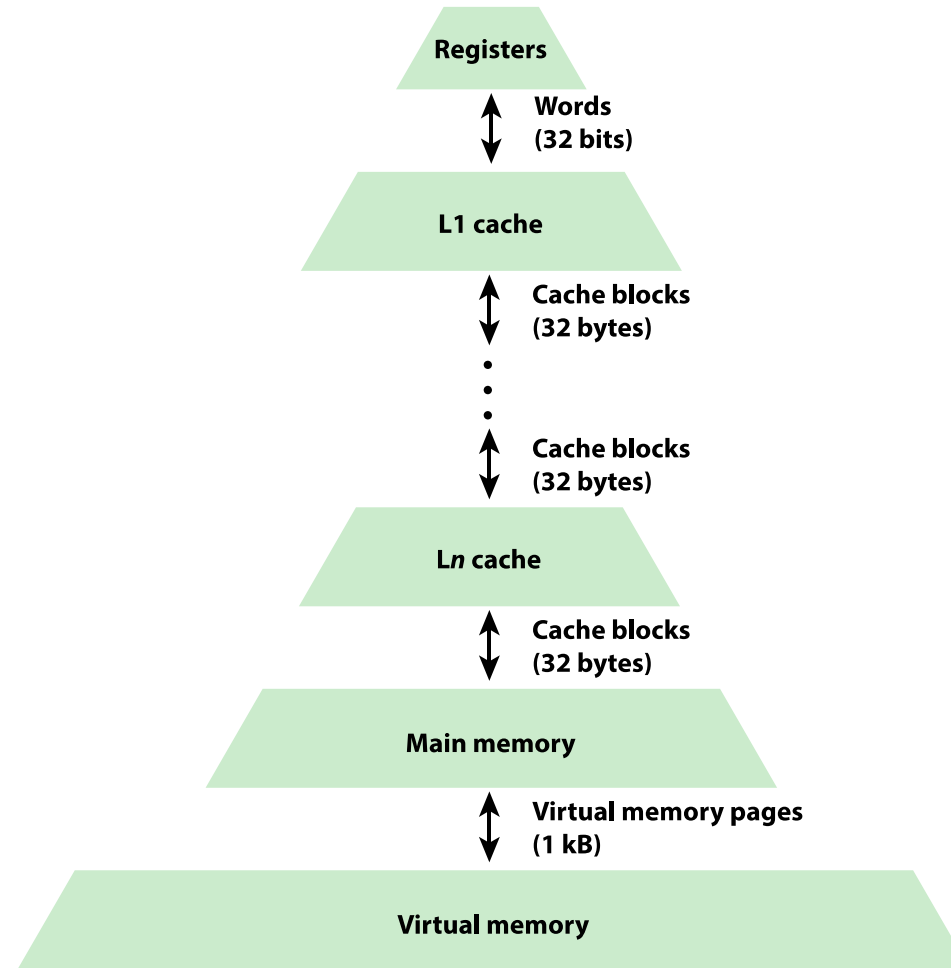 Registers
Words
(32 bits)
L1 cache
Cache blocks
(32 bytes)
Cache blocks
(32 bytes)
Ln cache
Cache blocks
(32 bytes)
Main memory
Virtual memory pages
(1 kB)
Virtual memory